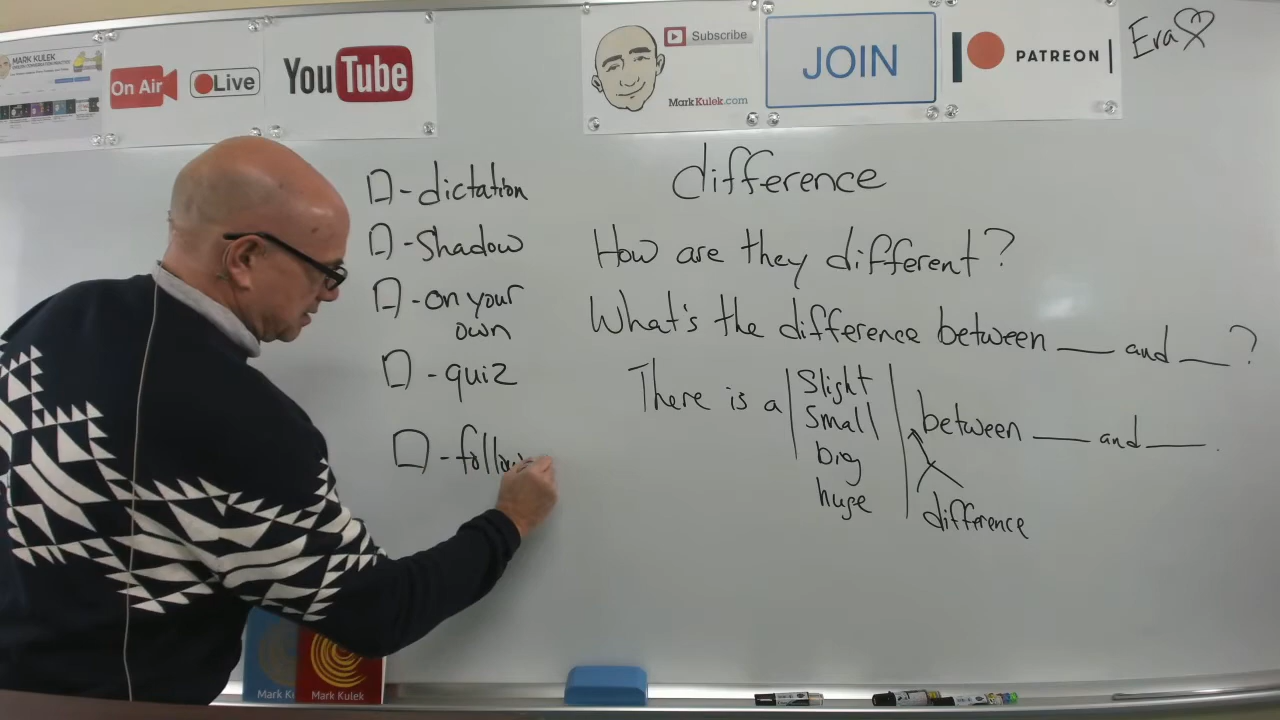 MARK KULEK
On Air
Live
YouTube
Subscribe
MarkKulek.com
JOIN
PATREON
Era
difference
- dictation
- Shadow
- on your
own
- quiz
How are they different?
What's the difference between ___ and ___?
There is a
Slight
Small
big
huge
between ___ and ___.
difference
Mark Kulek